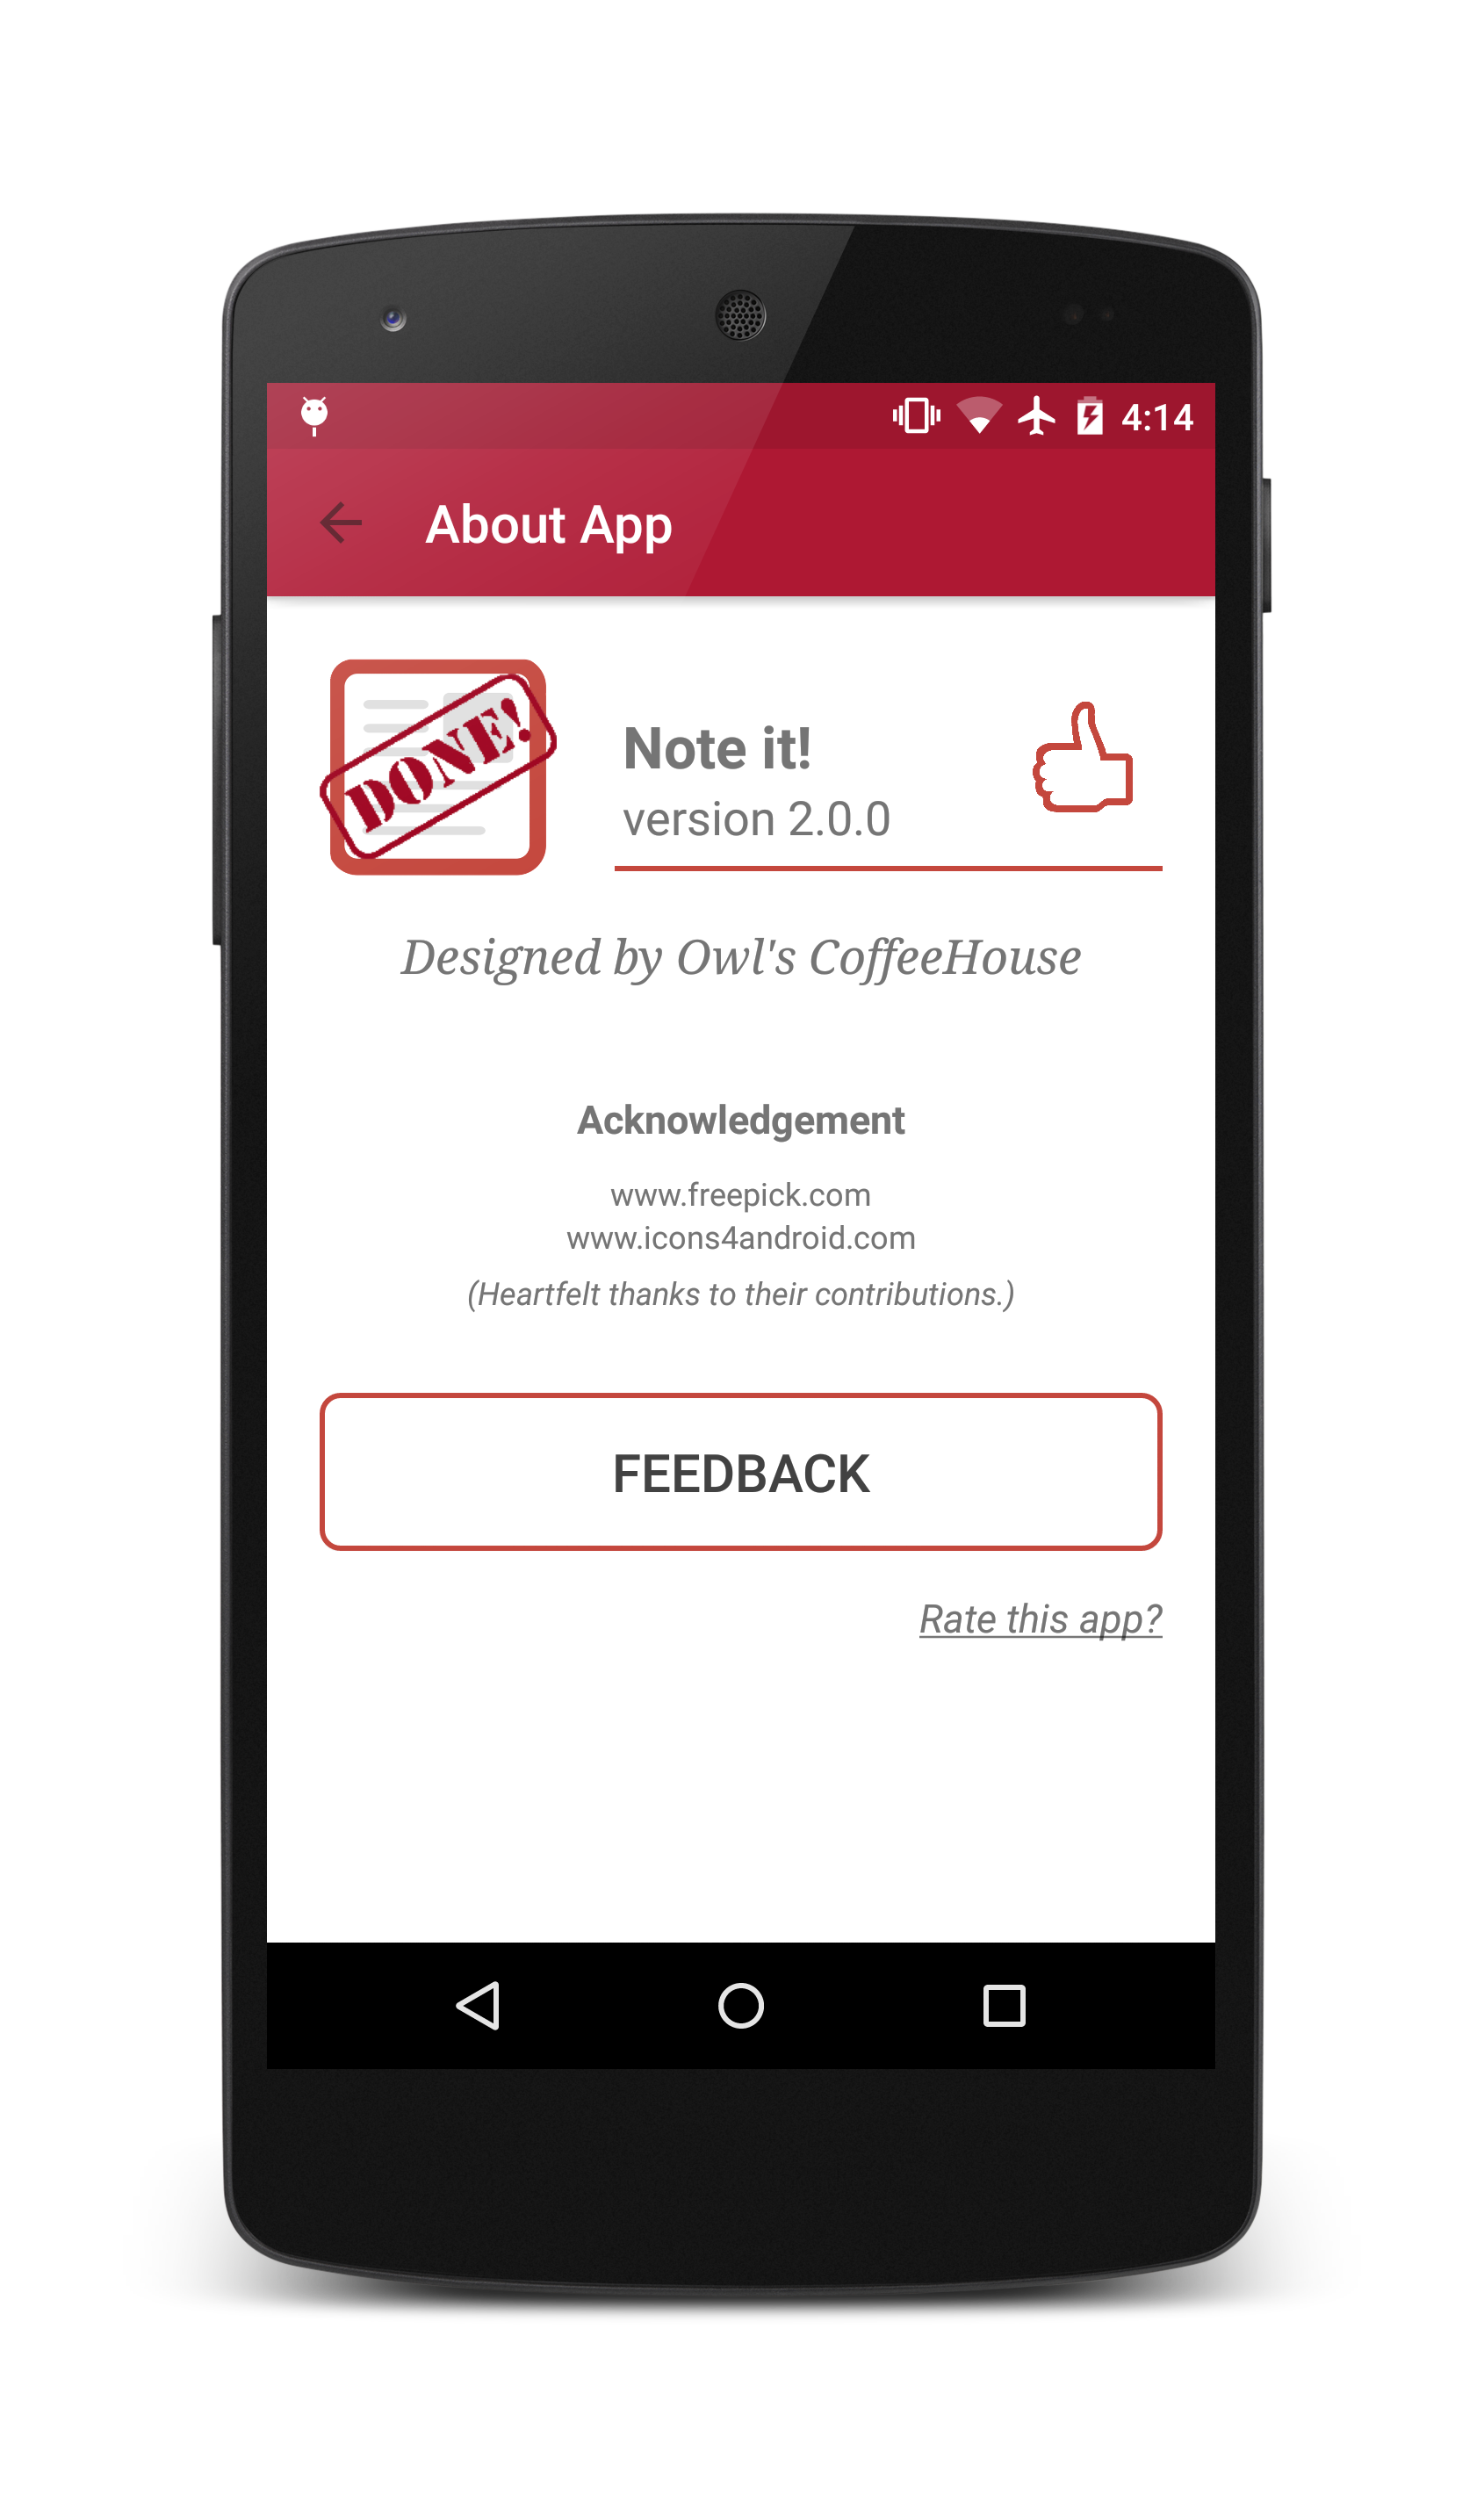 4:14
About App
DONE!
Note it!
version 2.0.0
Designed by Owl's CoffeeHouse
Acknowledgement
www.freepick.com
www.icons4android.com
(Heartfelt thanks to their contributions.)
FEEDBACK
Rate this app?